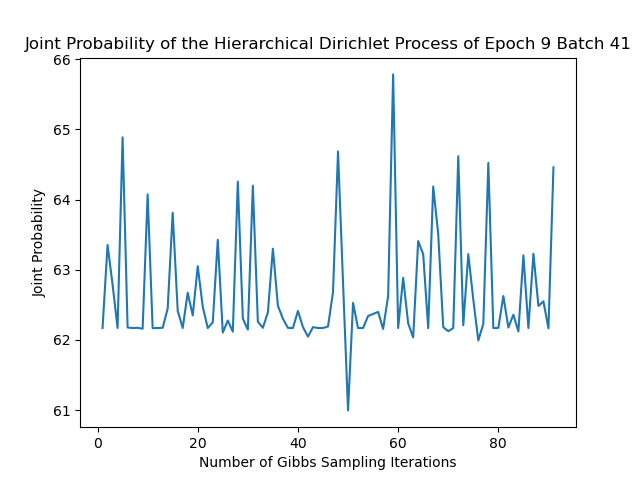 Joint Probability of the Hierarchical Dirichlet Process of Epoch 9 Batch 41
66
65
64
63
62
61
Joint Probability
0 20 40 60 80
Number of Gibbs Sampling Iterations